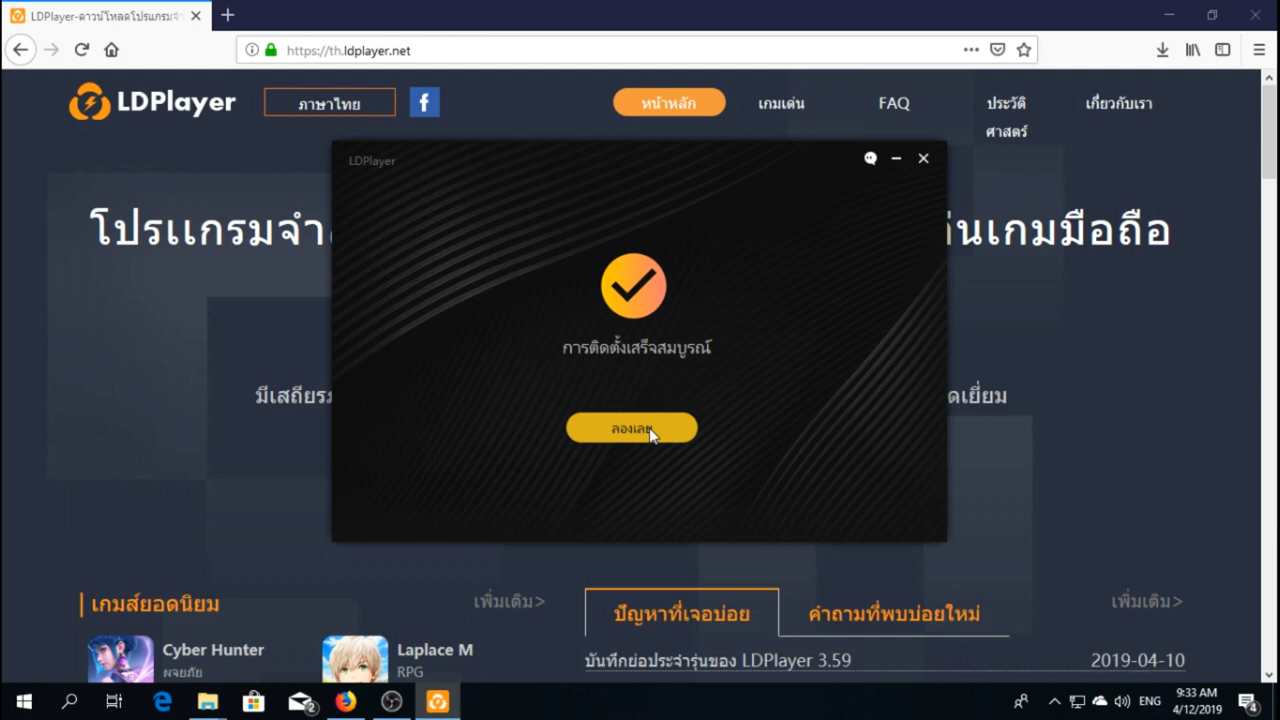 LDPlayer-ดาวน์โหลดโปรแกรมจำ
https://th.ldplayer.net
LDPlayer
ภาษาไทย
f
หน้าหลัก
เกมเด่น
FAQ
ประวัติ
ศาสตร์
เกี่ยวกับเรา
LDPlayer
โปรแกรมจำ
นเกมมือถือ
การติดตั้งเสร็จสมบูรณ์
มีเสถียรภ
ดเยี่ยม
ลองเลย
เกมส์ยอดนิยม
เพิ่มเติม>
ปัญหาที่เจอบ่อย
คำถามที่พบบ่อยใหม่
เพิ่มเติม>
Cyber Hunter
ผจยภัย
Laplace M
RPG
บันทึกย่อประจำรุ่นของ LDPlayer 3.59
2019-04-10
2
ENG
9:33 AM
4/12/2019
4